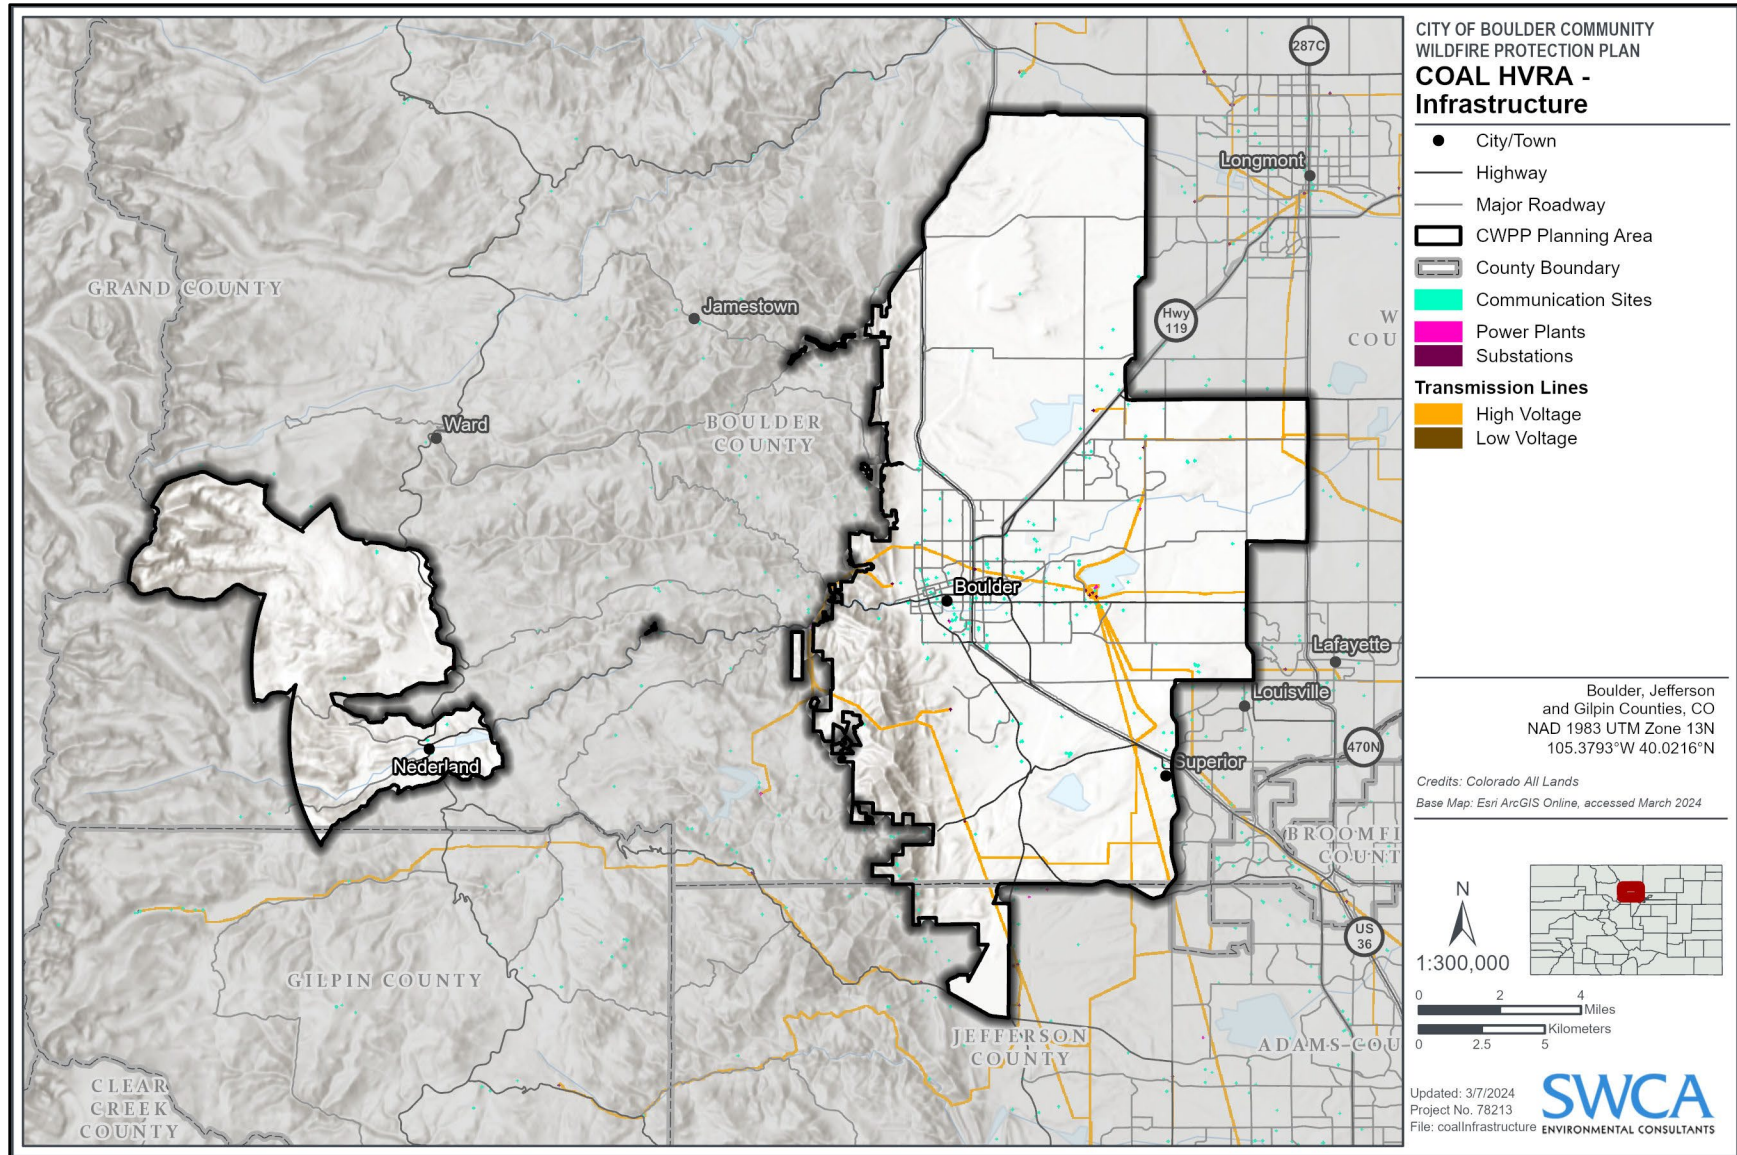 CITY OF BOULDER COMMUNITY
WILDFIRE PROTECTION PLAN
COAL HVRA -
Infrastructure
City/Town
Highway
Major Roadway
CWPP Planning Area
County Boundary
Communication Sites
Power Plants
Substations
Transmission Lines
High Voltage
Low Voltage
Boulder, Jefferson
and Gilpin Counties, CO
NAD 1983 UTM Zone 13N
105.3793°W 40.0216°N
Credits: Colorado All Lands
Base Map: Esri ArcGIS Online, accessed March 2024
N
1:300,000
0 2 4
Miles
Kilometers
0 2.5 5
Updated: 3/7/2024
Project No. 78213
File: coalInfrastructure
SWCA
ENVIRONMENTAL CONSULTANTS
287C
Longmont
GRAND COUNTY
Jamestown
Hwy
119
W
COU
Ward
BOULDER
COUNTY
Boulder
Lafayette
Louisville
470N
Nederland
Superior
BROOMFI
COUNT
US
36
GILPIN COUNTY
JEFFERSON
COUNTY
ADAMS COU
CLEAR
CREEK
COUNTY